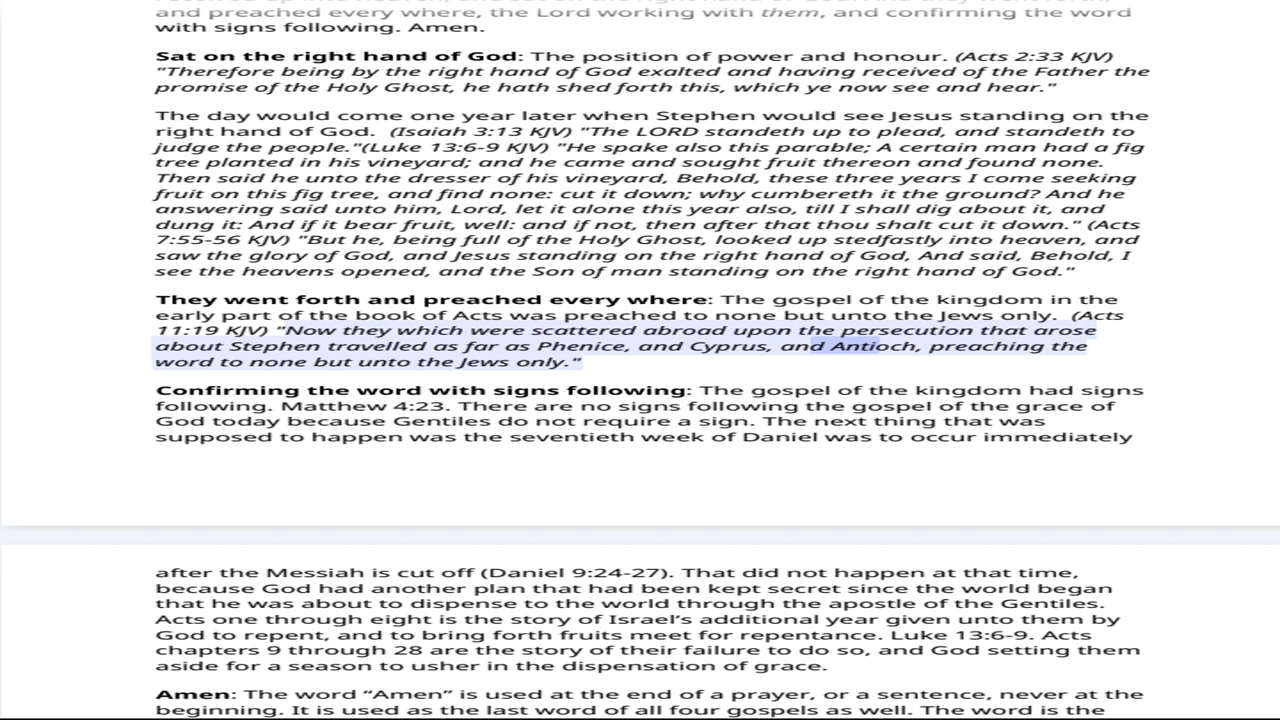 and preached every where, the Lord working with them, and confirming the word
with signs following. Amen.
Sat on the right hand of God: The position of power and honour. (Acts 2:33 KJV)
"Therefore being by the right hand of God exalted and having received of the Father the
promise of the Holy Ghost, he hath shed forth this, which ye now see and hear."
The day would come one year later when Stephen would see Jesus standing on the
right hand of God. (Isaiah 3:13 KJV) "The LORD standeth up to plead, and standeth to
judge the people."(Luke 13:6-9 KJV) "He spake also this parable; A certain man had a fig
tree planted in his vineyard; and he came and sought fruit thereon and found none.
Then said he unto the dresser of his vineyard, Behold, these three years I come seeking
fruit on this fig tree, and find none: cut it down; why cumbereth it the ground? And he
answering said unto him, Lord, let it alone this year also, till I shall dig about it, and
dung it: And if it bear fruit, well: and if not, then after that thou shalt cut it down." (Acts
7:55-56 KJV) "But he, being full of the Holy Ghost, looked up stedfastly into heaven, and
saw the glory of God, and Jesus standing on the right hand of God, And said, Behold, I
see the heavens opened, and the Son of man standing on the right hand of God."
They went forth and preached every where: The gospel of the kingdom in the
early part of the book of Acts was preached to none but unto the Jews only. (Acts
11:19 KJV) "Now they which were scattered abroad upon the persecution that arose
about Stephen travelled as far as Phenice, and Cyprus, and Antioch, preaching the
word to none but unto the Jews only."
Confirming the word with signs following: The gospel of the kingdom had signs
following. Matthew 4:23. There are no signs following the gospel of the grace of
God today because Gentiles do not require a sign. The next thing that was
supposed to happen was the seventieth week of Daniel was to occur immediately
after the Messiah is cut off (Daniel 9:24-27). That did not happen at that time,
because God had another plan that had been kept secret since the world began
that he was about to dispense to the world through the apostle of the Gentiles.
Acts one through eight is the story of Israel's additional year given unto them by
God to repent, and to bring forth fruits meet for repentance. Luke 13:6-9. Acts
chapters 9 through 28 are the story of their failure to do so, and God setting them
aside for a season to usher in the dispensation of grace.
Amen: The word “Amen” is used at the end of a prayer, or a sentence, never at the
beginning. It is used as the last word of all four gospels as well. The word is the